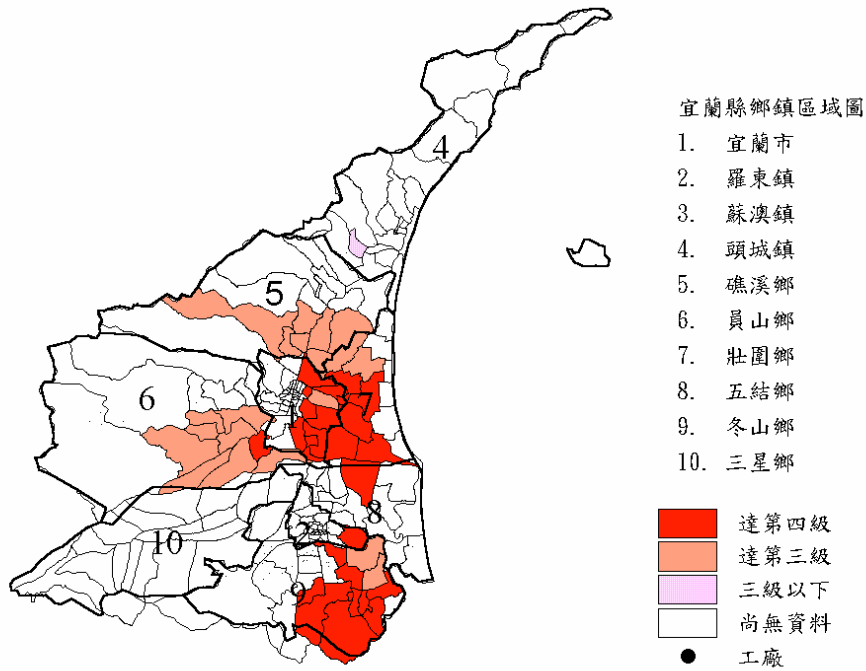 宜蘭縣鄉鎮區域圖
1. 宜蘭市
2. 羅東鎮
3. 蘇澳鎮
4. 頭城鎮
5. 礁溪鄉
6. 員山鄉
7. 壯圍鄉
8. 五結鄉
9. 冬山鄉
10. 三星鄉
達第四級
達第三級
三級以下
尚無資料
工廠
4
5
6
1
7
8
2
10
9